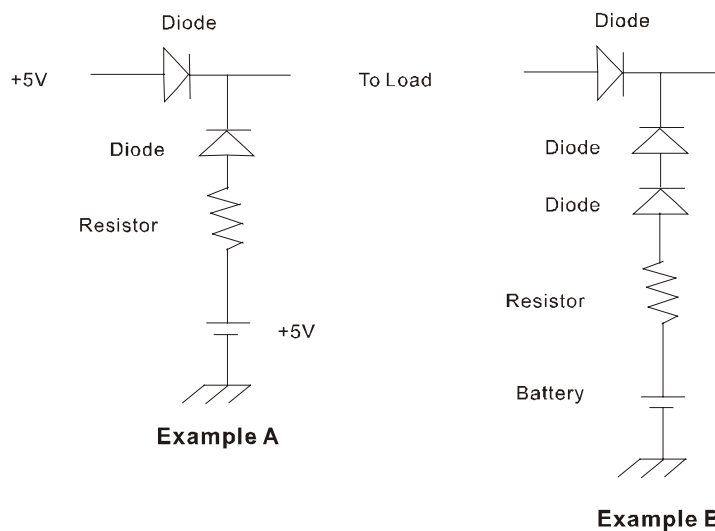 Diode
+5V
To Load
Diode
Resistor
+5V
Example A
Diode
Diode
Diode
Resistor
Battery
Example B